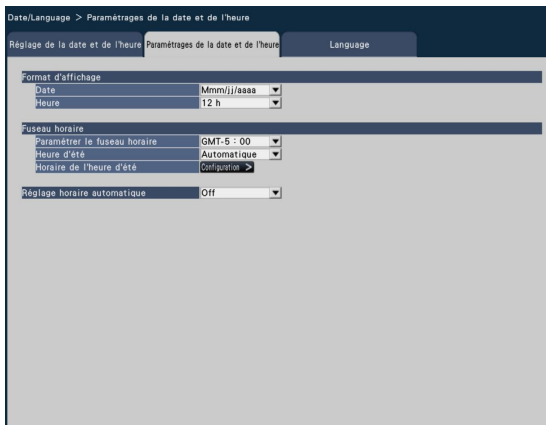 Date/Language > Paramétrages de la date et de l'heure
Réglage de la date et de l'heure Paramétrages de la date et de l'heure Language
Format d'affichage
Date Mmm/jj/aaaa
Heure 12 h
Fuseau horaire
Paramétrer le fuseau horaire GMT-5 : 00
Heure d'été Automatique
Horaire de l'heure d'été Configuration >
Réglage horaire automatique Off